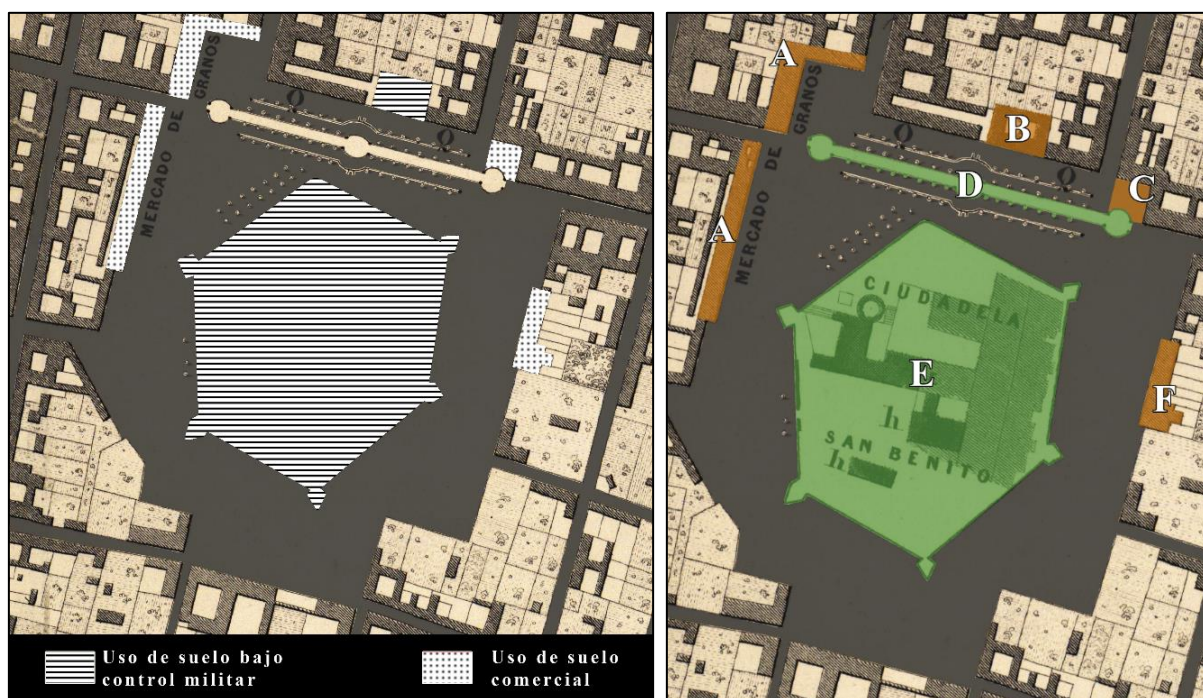 MERCADO DE GRANOS
Q
Q
Uso de suelo bajo
control militar
Uso de suelo
comercial
A
B
C
D
Q
Q
A
MERCADO DE GRANOS
CIUDADELA
E
F
h
SAN BENITO
h